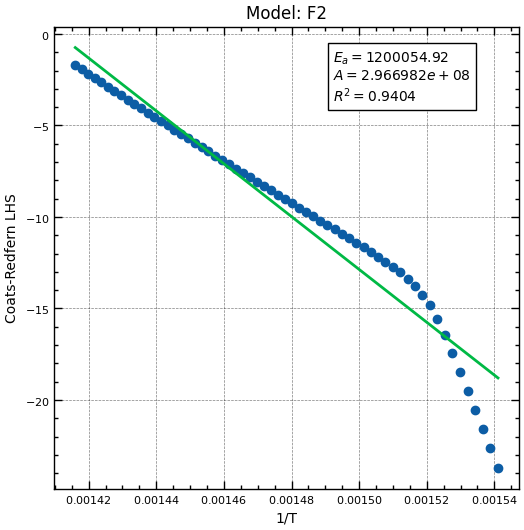 Model: F2
E_a = 1200054.92
A = 2.966982e + 08
R² = 0.9404
0
−5
−10
−15
−20
Coats-Redfern LHS
0.00142 0.00144 0.00146 0.00148 0.00150 0.00152 0.00154
1/T